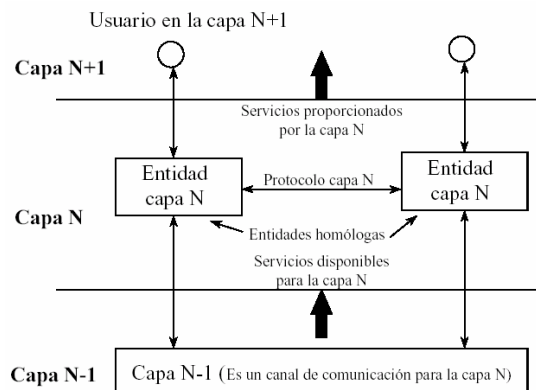 Usuario en la capa N+1
Capa N+1
Servicios proporcionados
por la capa N
Entidad
capa N
Protocolo capa N
Entidad
capa N
Capa N
Entidades homólogas
Servicios disponibles
para la capa N
Capa N-1
Capa N-1 (Es un canal de comunicación para la capa N)